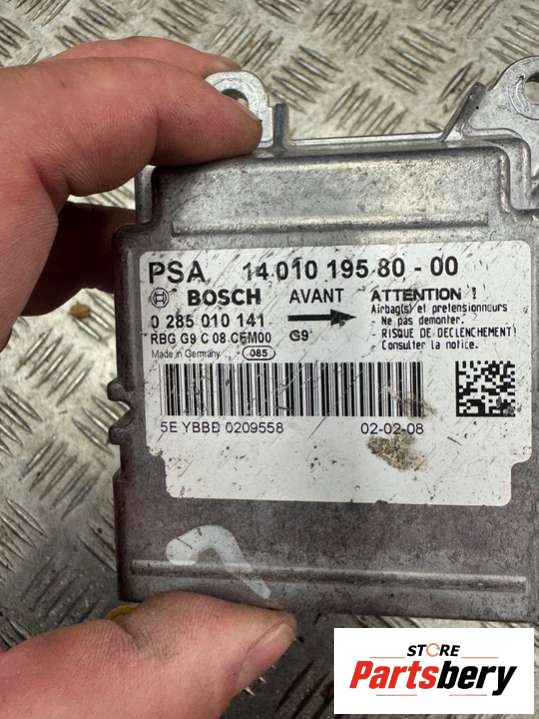 PSA 14 010 195 80 - 00
BOSCH AVANT ATTENTION !
Airbag(s) et pretensionneurs
0 285 010 141 Ne pas demonter.
RBG G9 C 08 CFM00 G9 RISQUE DE DECLENCHEMENT!
Made in Germany 085 Consulter la notice.
5E YBBD 0209558 02-02-08
STORE
Partsbery